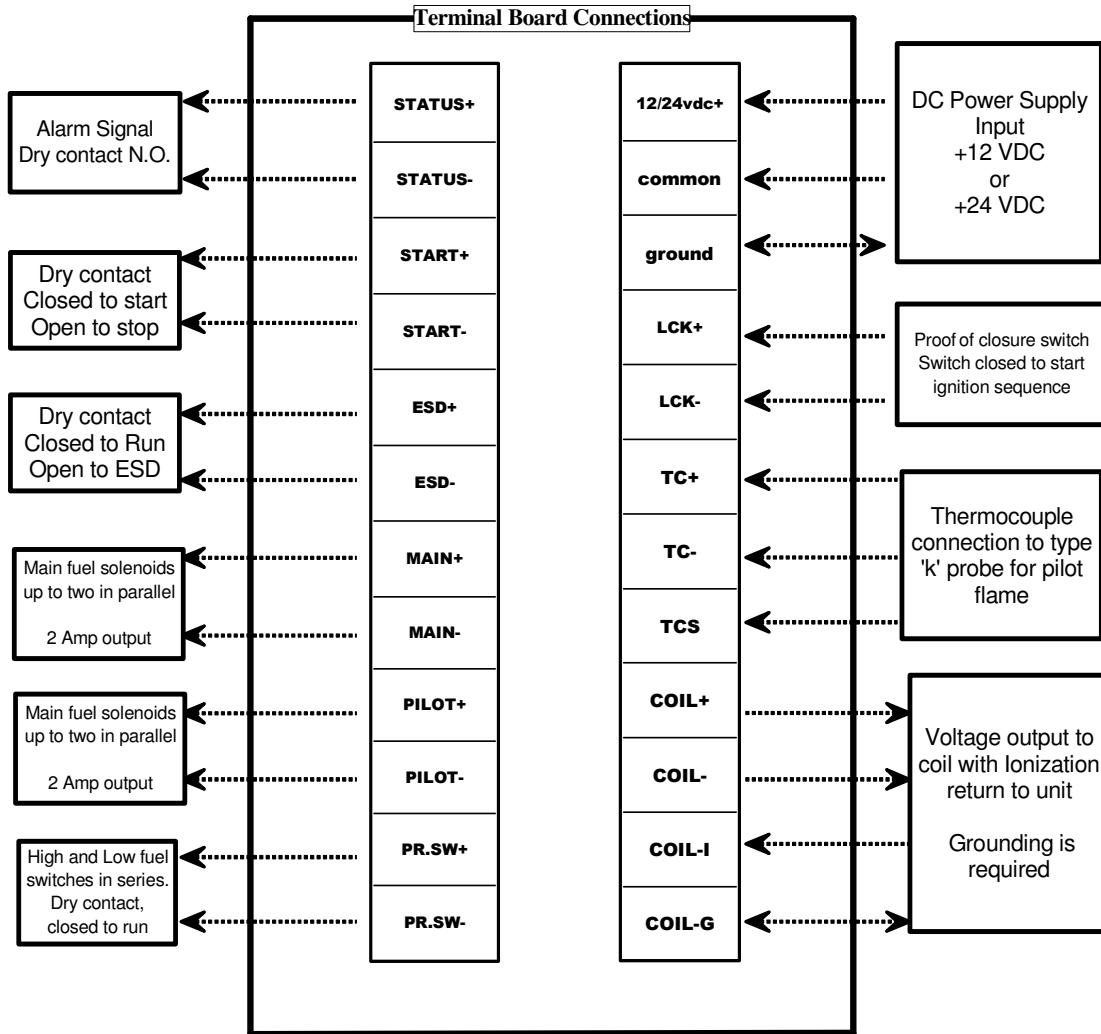 Terminal Board Connections
Alarm Signal
Dry contact N.O.
Dry contact
Closed to start
Open to stop
Dry contact
Closed to Run
Open to ESD
Main fuel solenoids
up to two in parallel
2 Amp output
Main fuel solenoids
up to two in parallel
2 Amp output
High and Low fuel
switches in series.
Dry contact,
closed to run
STATUS+
STATUS-
START+
START-
ESD+
ESD-
MAIN+
MAIN-
PILOT+
PILOT-
PR.SW+
PR.SW-
12/24vdc+
common
ground
LCK+
LCK-
TC+
TC-
TCS
COIL+
COIL-
COIL-I
COIL-G
DC Power Supply
Input
+12 VDC
or
+24 VDC
Proof of closure switch
Switch closed to start
ignition sequence
Thermocouple
connection to type
'k' probe for pilot
flame
Voltage output to
coil with Ionization
return to unit
Grounding is
required